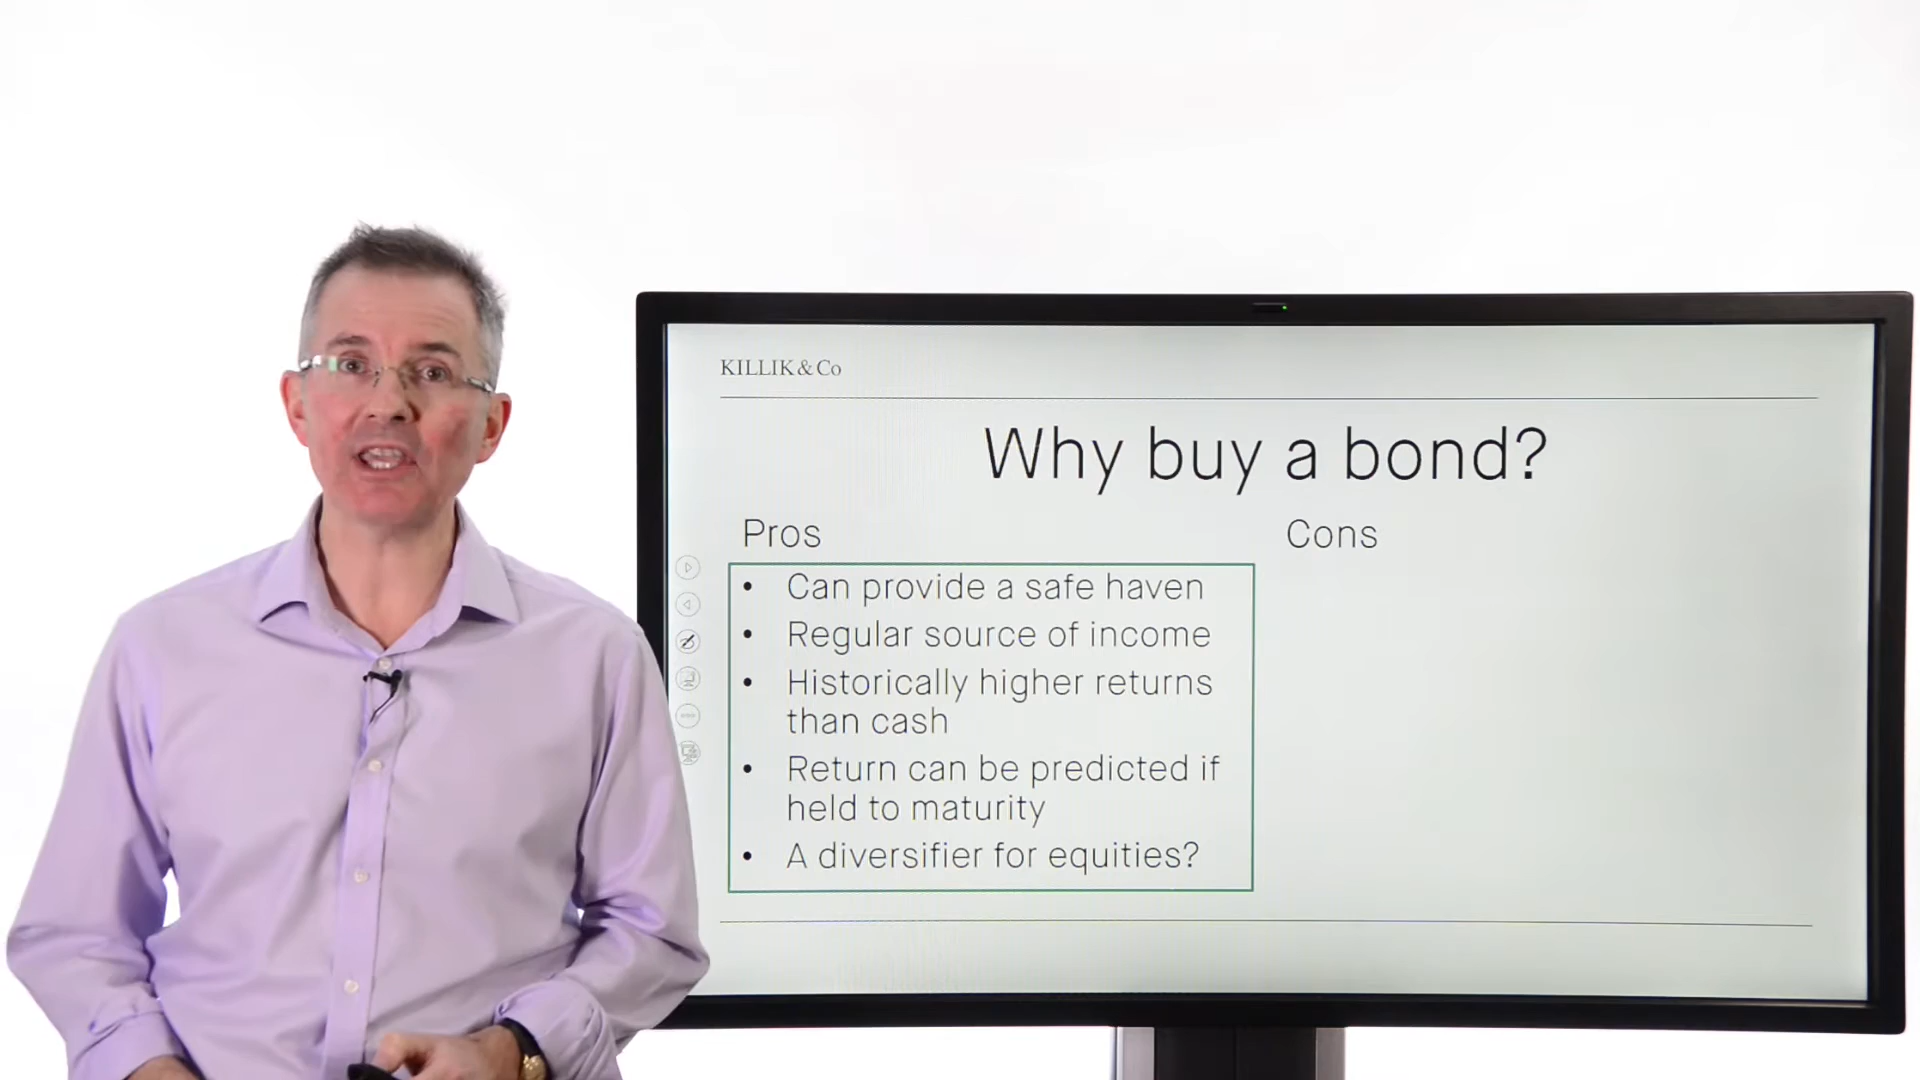 KILLIK & Co
Why buy a bond?
Pros
Cons
• Can provide a safe haven
• Regular source of income
• Historically higher returns
than cash
• Return can be predicted if
held to maturity
• A diversifier for equities?